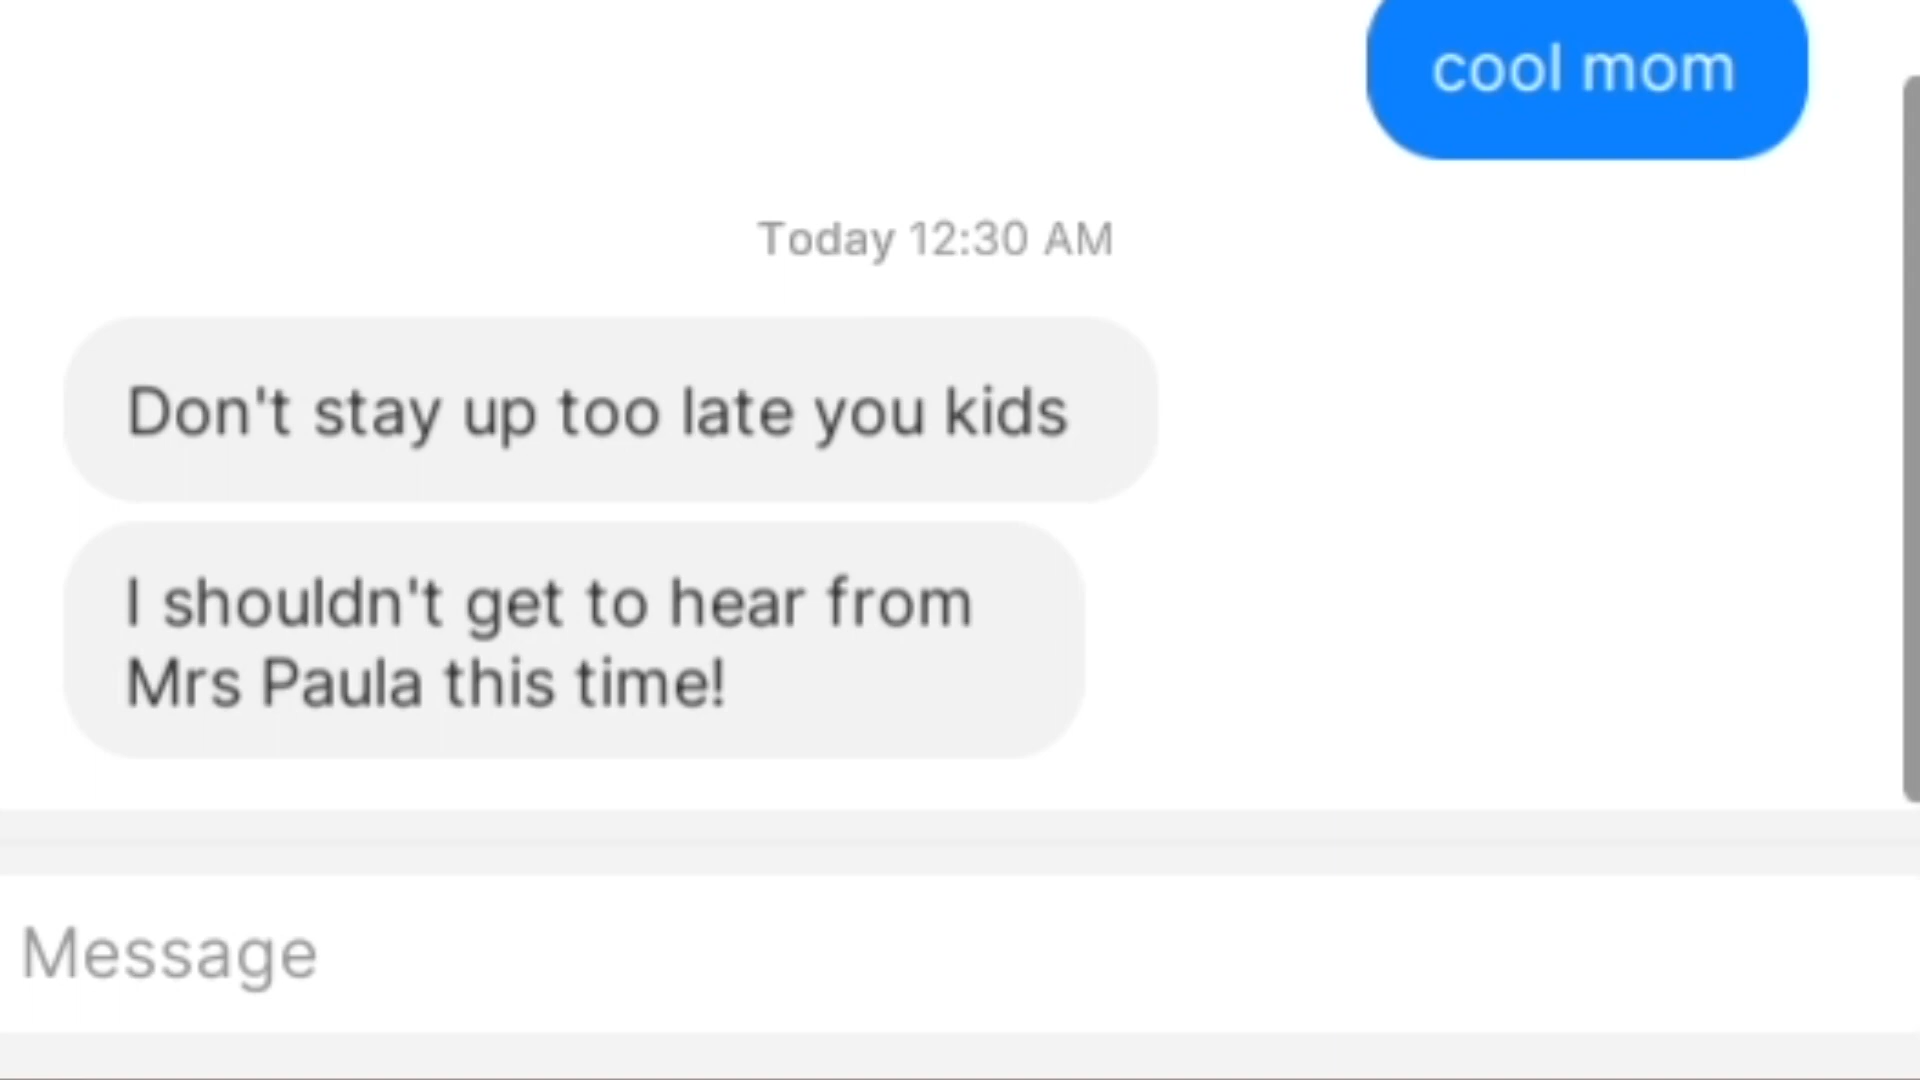 cool mom
Today 12:30 AM
Don't stay up too late you kids
I shouldn't get to hear from
Mrs Paula this time!
Message